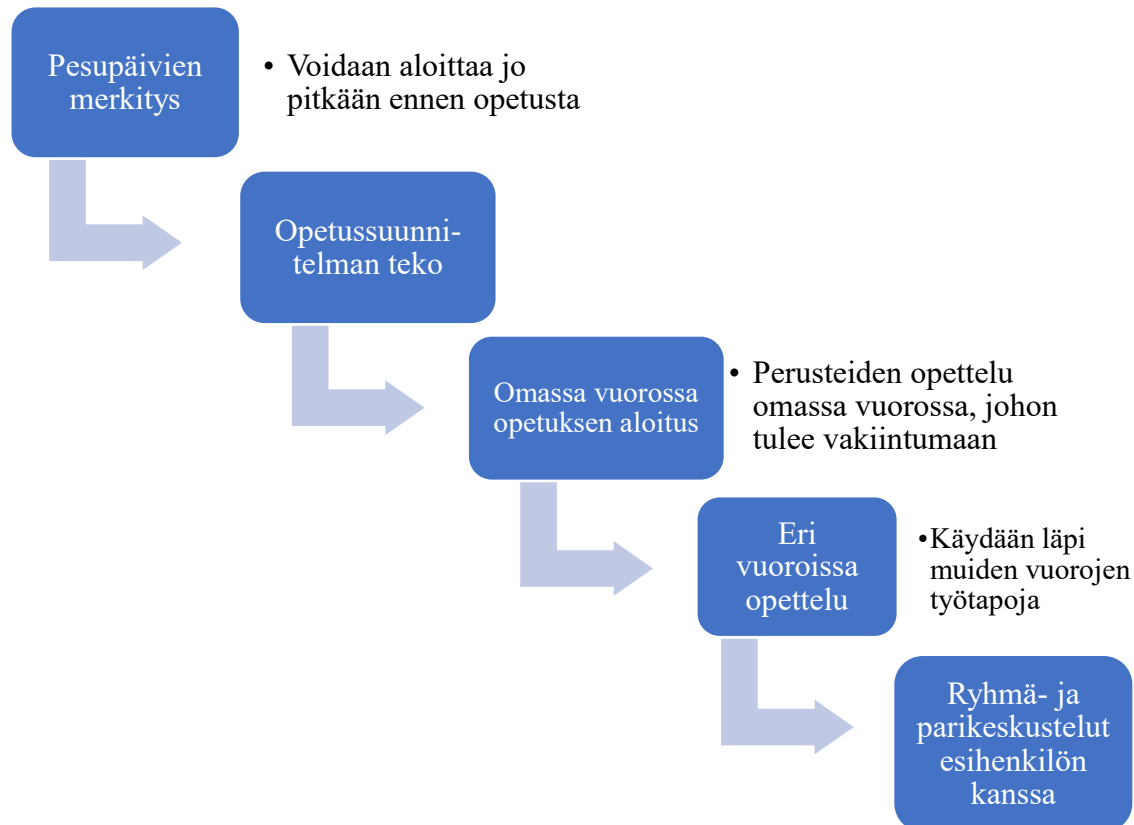 Pesupäivien
merkitys
• Voidaan aloittaa jo
pitkään ennen opetusta
Opetussuunni-
telman teko
Omassa vuorossa
opetuksen aloitus
• Perusteiden opettelu
omassa vuorossa, johon
tulee vakiintumaan
Eri
vuoroissa
opettelu
•Käydään läpi
muiden vuorojen
työtapoja
Ryhmä- ja
parikeskustelut
esihenkilön
kanssa